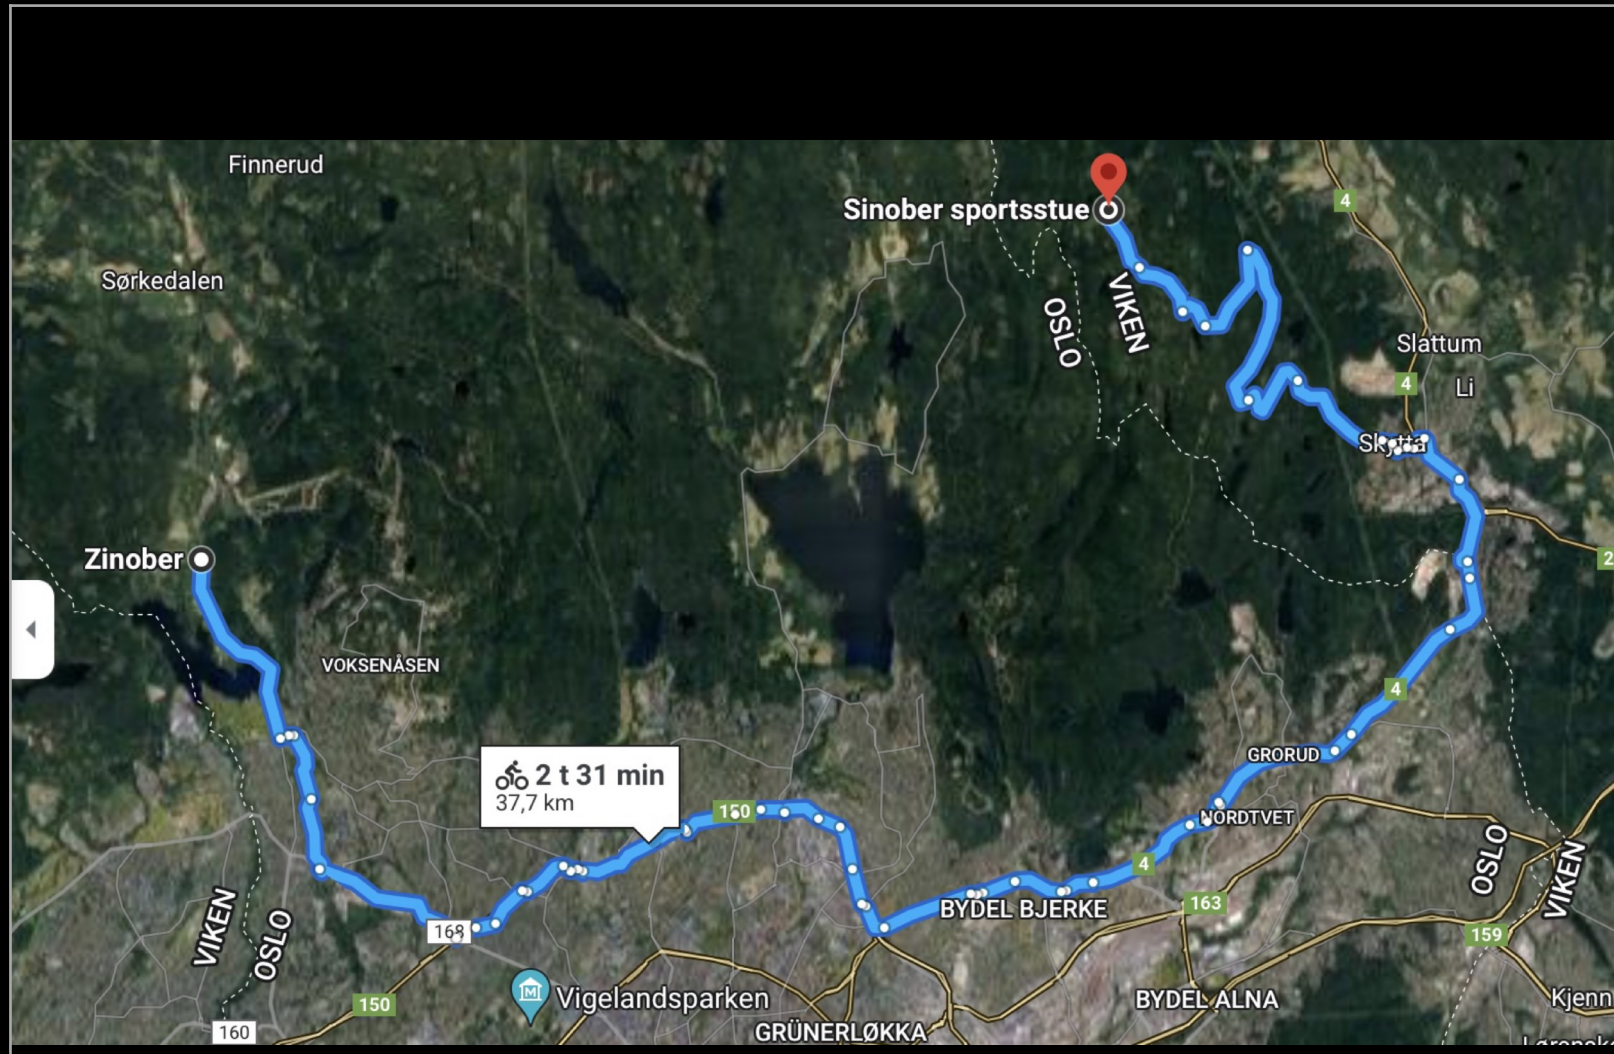 Finnerud
4
Sinober sportsstue
Sørkedalen
VIKEN
OSLO
Slattum
4
Li
Skytta
Zinober
2
VOKSENÅSEN
4
GRORUD
2 t 31 min
37,7 km
150
NORDTVET
4
OSLO
VIKEN
BYDEL BJERKE
163
168
VIKEN
OSLO
159
150
M
Vigelandsparken
BYDEL ALNA
Kjenn
160
GRÜNERLØKKA